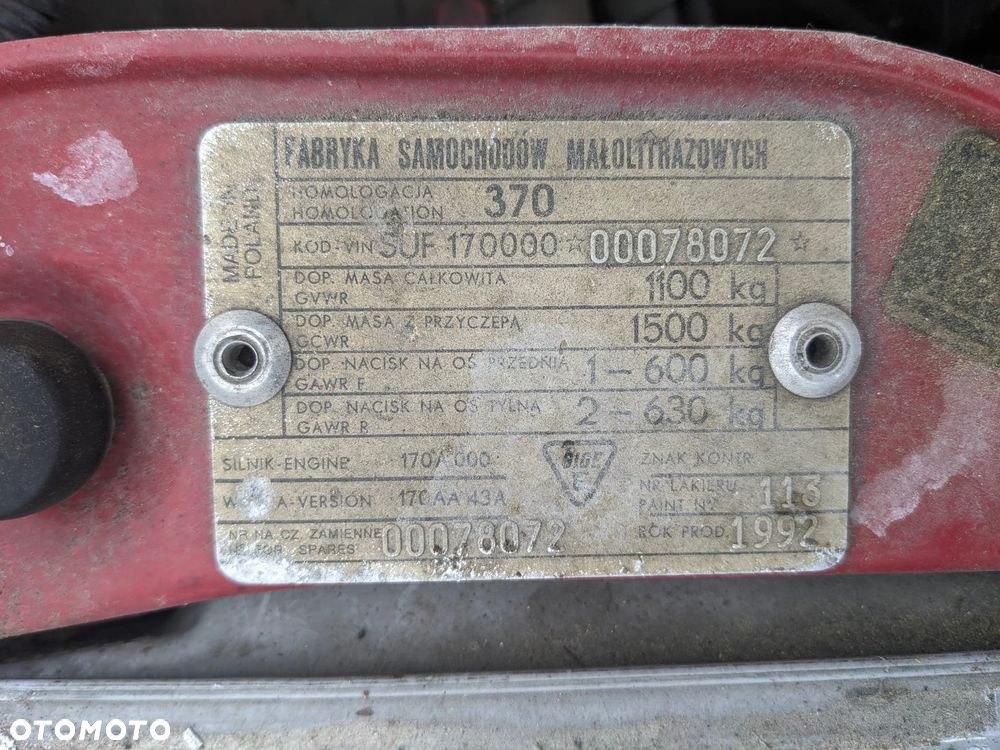 MADE IN
POLAND
FABRYKA SAMOCHODÓW MAŁOLITRAŻOWYCH
HOMOLOGACJA
HOMOLOGATION 370
KOD-VIN SUF 170000 ☆ 00078072 ☆
DOP. MASA CAŁKOWITA
GVWR 1100 kg
DOP. MASA Z PRZYCZEPĄ
GCWR 1500 kg
DOP. NACISK NA OŚ PRZEDNIĄ
GAWR F 1 – 600 kg
DOP. NACISK NA OŚ TYLNĄ
GAWR R 2 – 630 kg
SILNIK-ENGINE 170A.000
ZNAK KONTR.
-VERSION 170AA 43A
NR LAKIERU
PAINT Nº 113
NR NA CZ. ZAMIENNE
FOR SPARES 00078072
ROK PROD. 1992
OTOMOTO